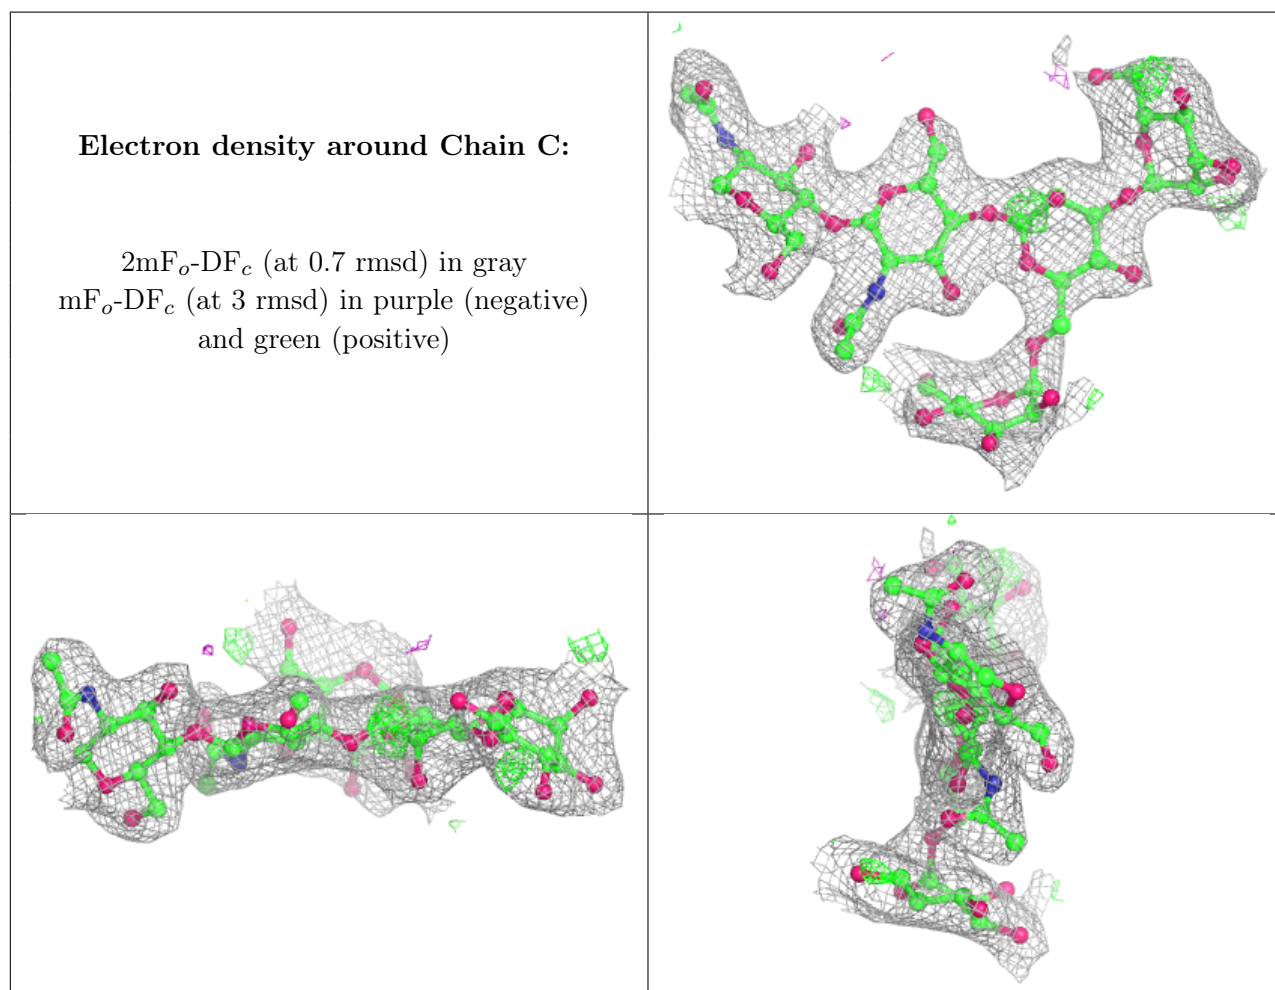 Electron density around Chain C:
2mFo-DFc (at 0.7 rmsd) in gray
mFo-DFc (at 3 rmsd) in purple (negative)
and green (positive)